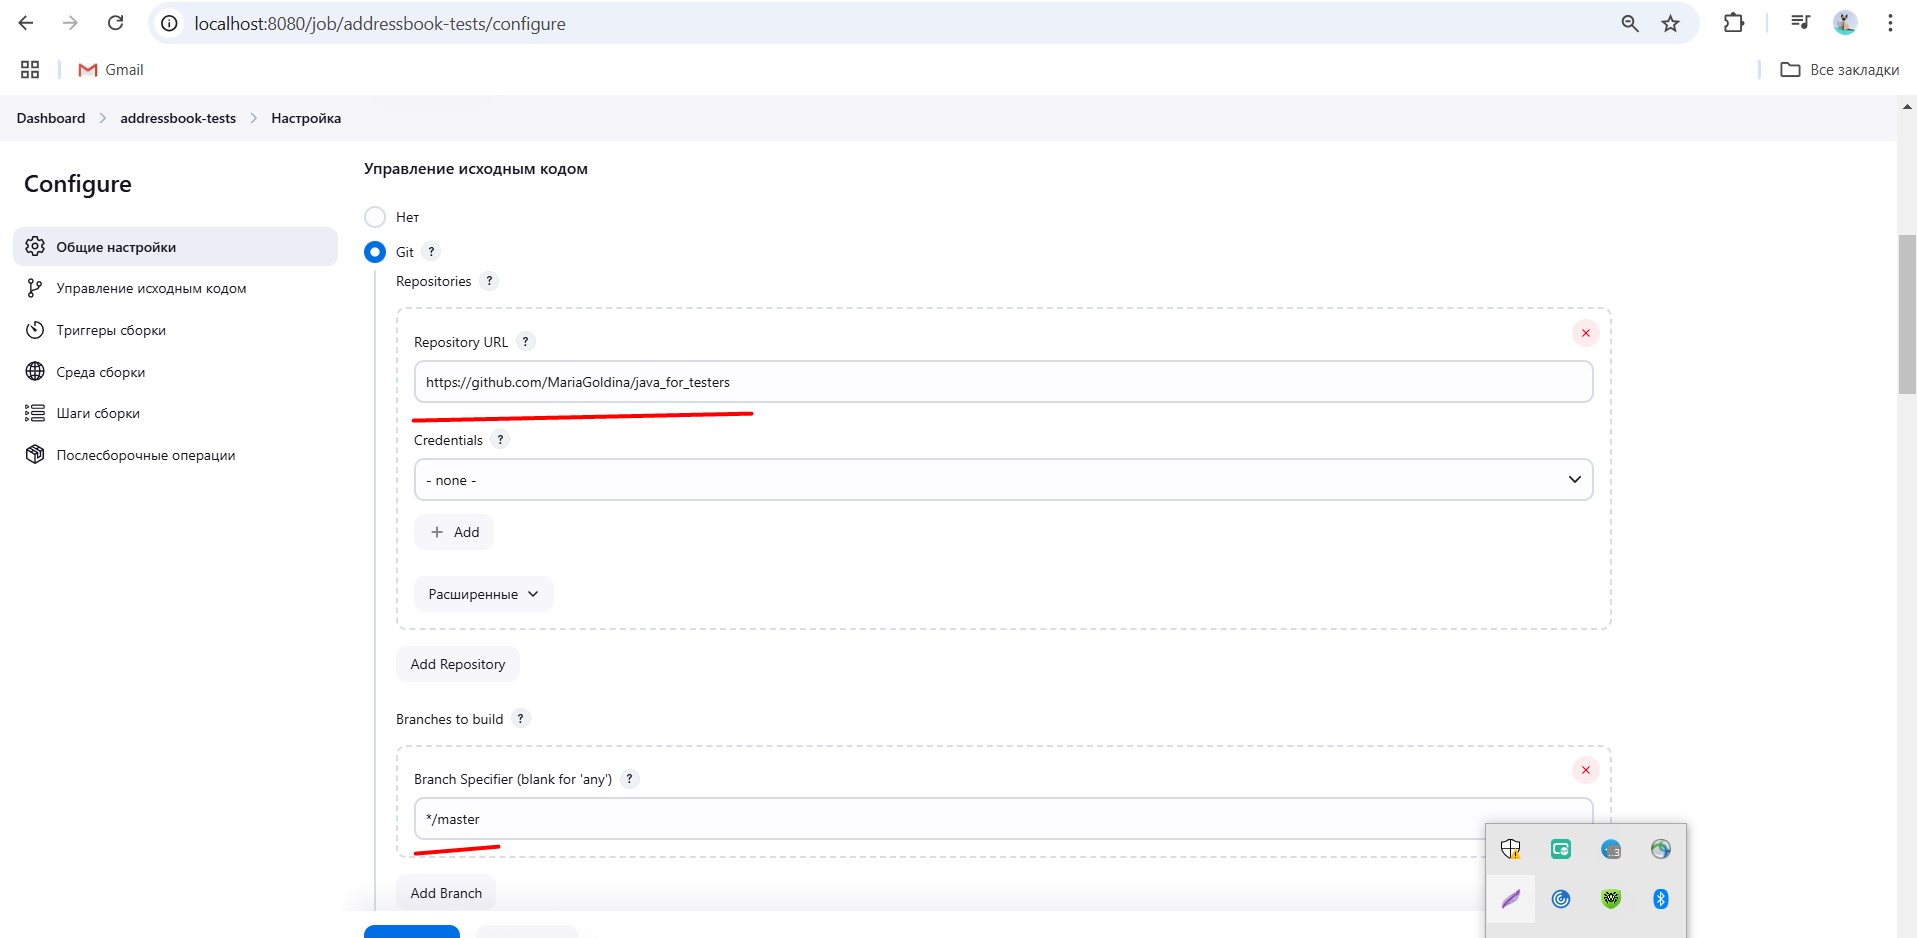 localhost:8080/job/addressbook-tests/configure
Gmail
Все закладки
Dashboard
addressbook-tests
Настройка
Configure
Общие настройки
Управление исходным кодом
Триггеры сборки
Среда сборки
Шаги сборки
Послесборочные операции
Управление исходным кодом
Нет
Git ?
Repositories ?
Repository URL ?
https://github.com/MariaGoldina/java_for_testers
Credentials ?
- none -
+ Add
Расширенные
Add Repository
Branches to build ?
Branch Specifier (blank for 'any') ?
*/master
Add Branch